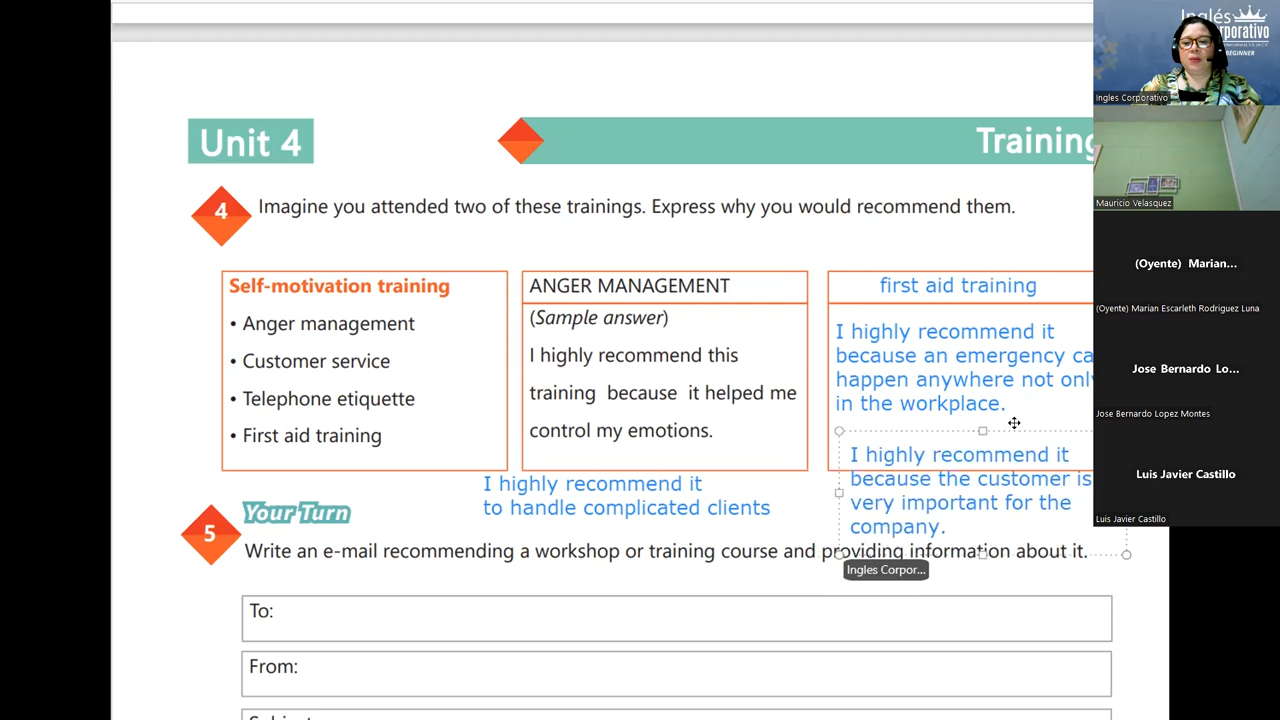 Unit 4
Training
4
Imagine you attended two of these trainings. Express why you would recommend them.
Self-motivation training
• Anger management
• Customer service
• Telephone etiquette
• First aid training
ANGER MANAGEMENT
(Sample answer)
I highly recommend this
training because it helped me
control my emotions.
first aid training
I highly recommend it
because an emergency ca
happen anywhere not only
in the workplace.
I highly recommend it
because the customer is
very important for the
company.
I highly recommend it
to handle complicated clients
Your Turn
5
Write an e-mail recommending a workshop or training course and providing information about it.
Ingles Corpor...
To:
From:
Inglés
orporativo
BEGINNER
Ingles Corporativo
Mauricio Velasquez
(Oyente) Marian...
(Oyente) Marian Escarleth Rodriguez Luna
Jose Bernardo Lo...
Jose Bernardo Lopez Montes
Luis Javier Castillo
Luis Javier Castillo